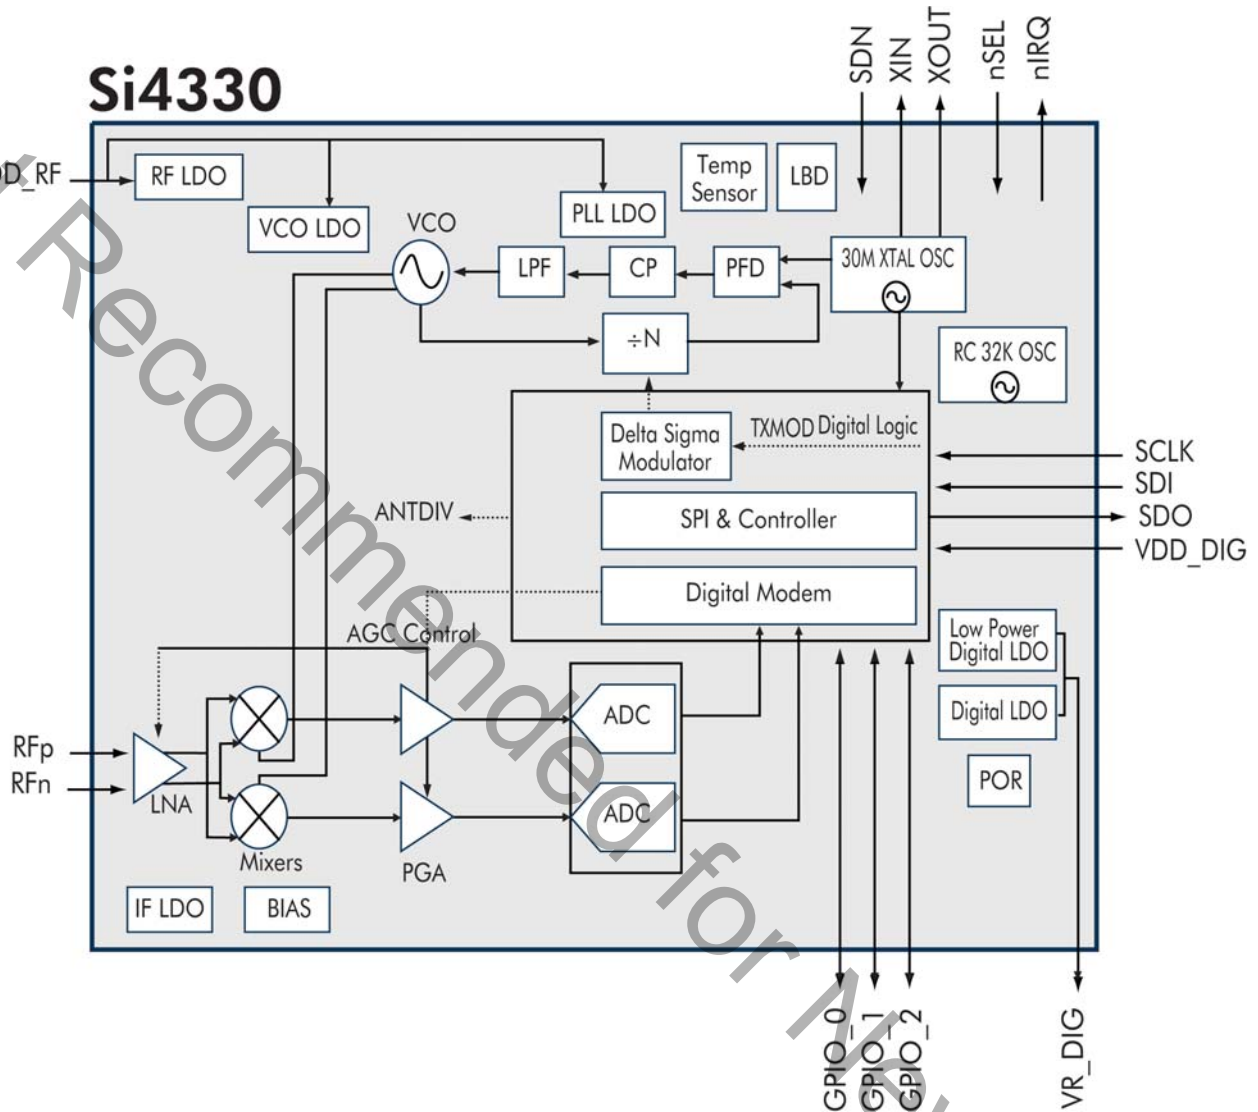 SDN
XIN
XOUT
nSEL
nIRQ
Si4330
DD_RF
RF LDO
VCO LDO
VCO
PLL LDO
Temp
Sensor
LBD
LPF
CP
PFD
30M XTAL OSC
÷N
RC 32K OSC
Delta Sigma
Modulator
TXMOD Digital Logic
SCLK
SDI
SDO
VDD_DIG
ANTDIV
SPI & Controller
Digital Modem
AGC Control
Low Power
Digital LDO
Digital LDO
POR
ADC
ADC
RFp
RFn
LNA
Mixers
PGA
IF LDO
BIAS
GPIO_0
GPIO_1
GPIO_2
VR_DIG
Recommended for